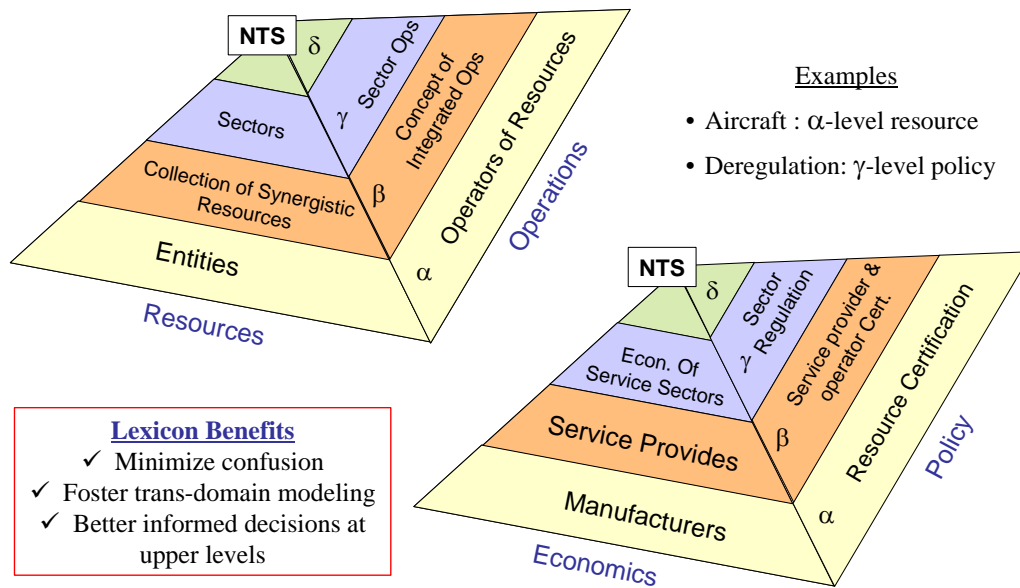 NTS
δ
γ
Sector Ops
Sectors
Concept of
Integrated Ops
β
Collection of Synergistic
Resources
Operators of Resources
α
Entities
Resources
Operations
Examples
• Aircraft : α-level resource
• Deregulation: γ-level policy
NTS
δ
Sector
γ Regulation
Econ. Of
Service Sectors
Service provider &
operator Cert.
β
Service Provides
Resource Certification
α
Manufacturers
Economics
Policy
Lexicon Benefits
✓ Minimize confusion
✓ Foster trans-domain modeling
✓ Better informed decisions at
upper levels